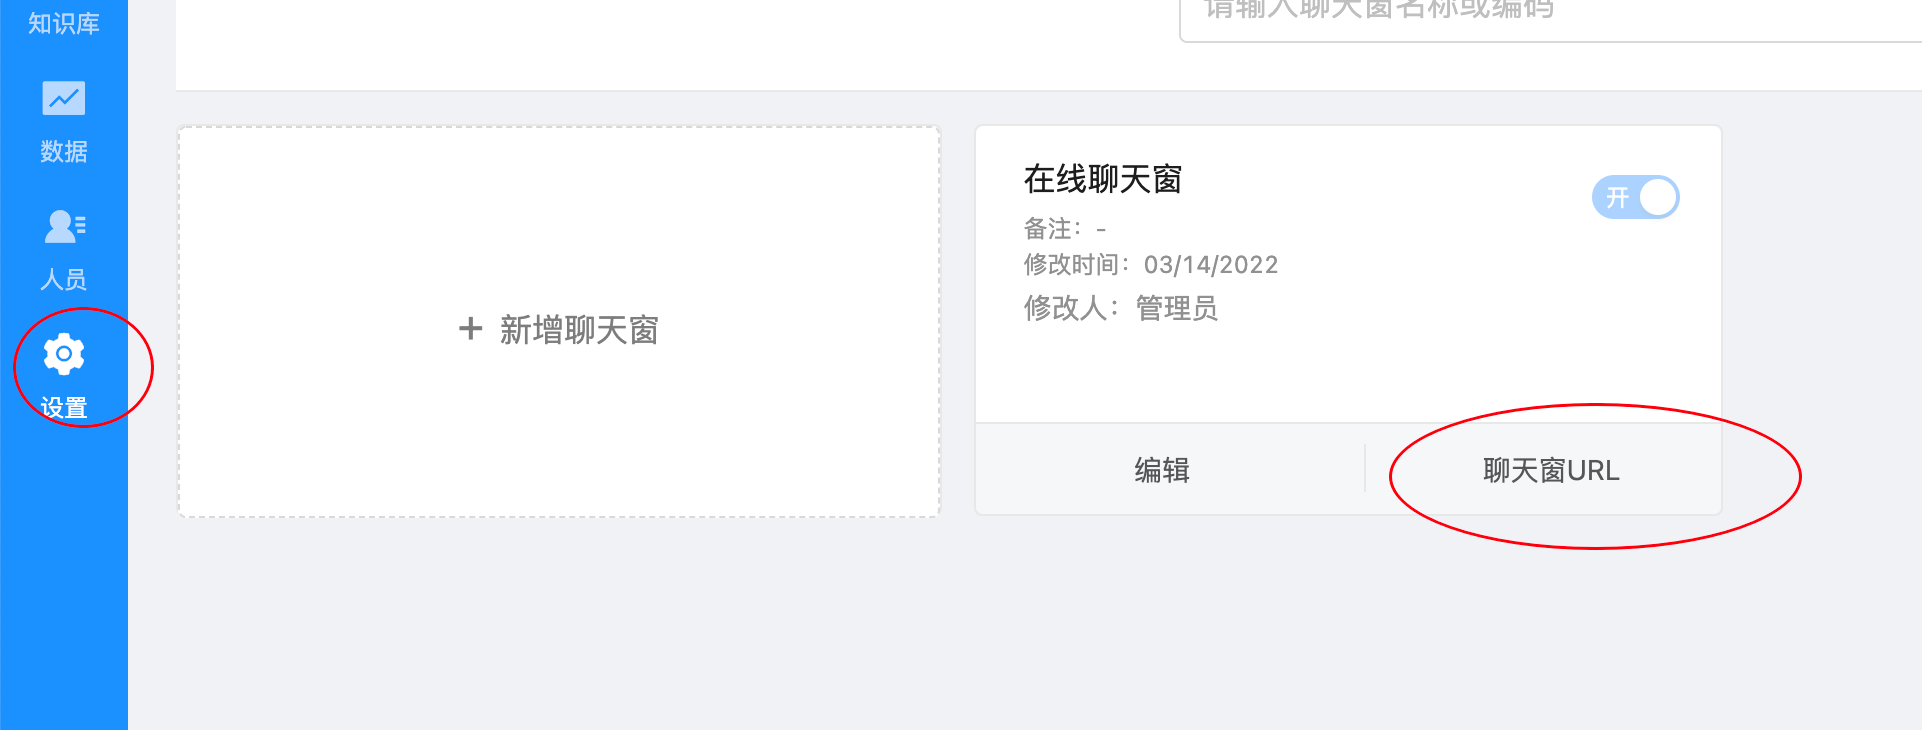 知识库
请输入聊天窗名称或编码
数据
人员
设置
+ 新增聊天窗
在线聊天窗
开
备注：-
修改时间：03/14/2022
修改人：管理员
编辑
聊天窗URL